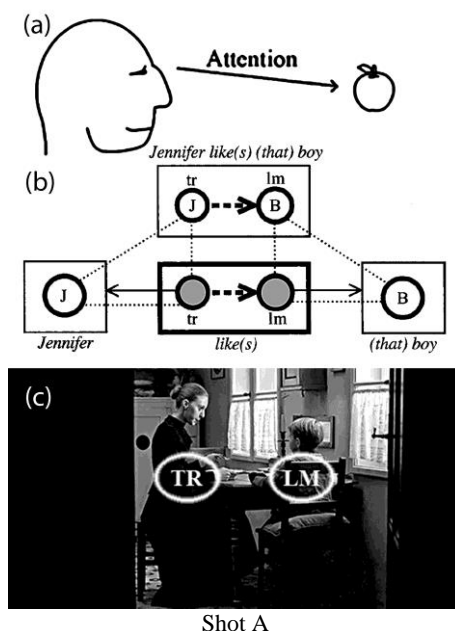 (a)
Attention
Jennifer like(s) (that) boy
(b)
tr lm
J B
J B
tr lm
Jennifer like(s) (that) boy
(c)
TR LM
Shot A